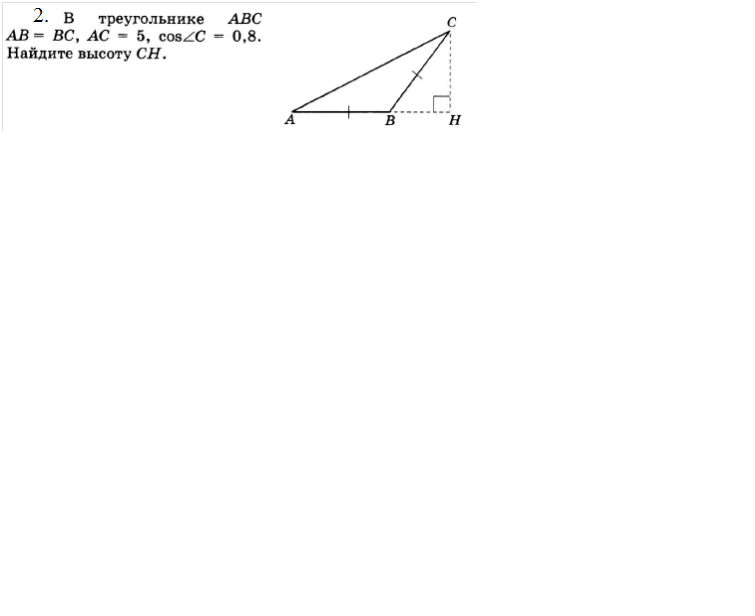 2. В треугольнике ABC
AB = BC, AC = 5, cos∠C = 0,8.
Найдите высоту CH.
C
A
B
H